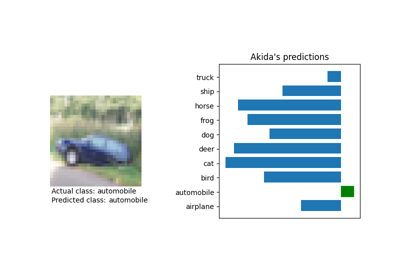 Akida's predictions
truck
ship
horse
frog
dog
deer
cat
bird
automobile
airplane
Actual class: automobile
Predicted class: automobile